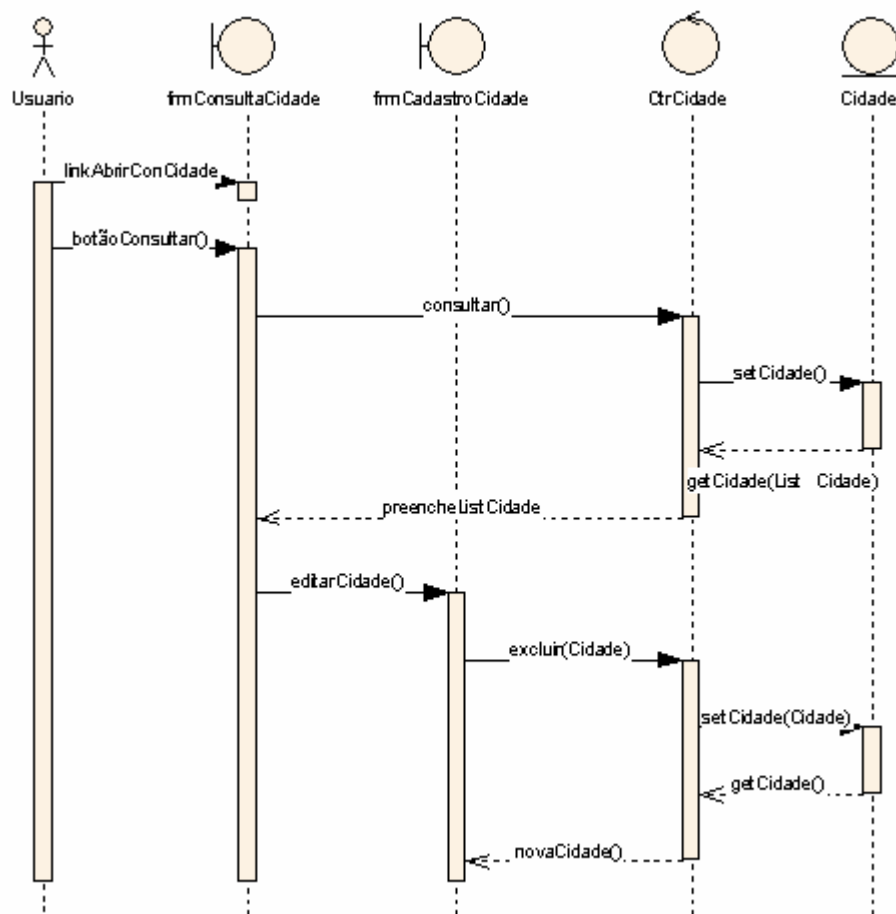 Usuario
frmConsultaCidade
frmCadastroCidade
CtrCidade
Cidade
linkAbrirConCidade
botãoConsultar()
consultar()
setCidade()
getCidade(List Cidade)
preencheListCidade
editarCidade()
excluir(Cidade)
setCidade(Cidade)
getCidade()
novaCidade()